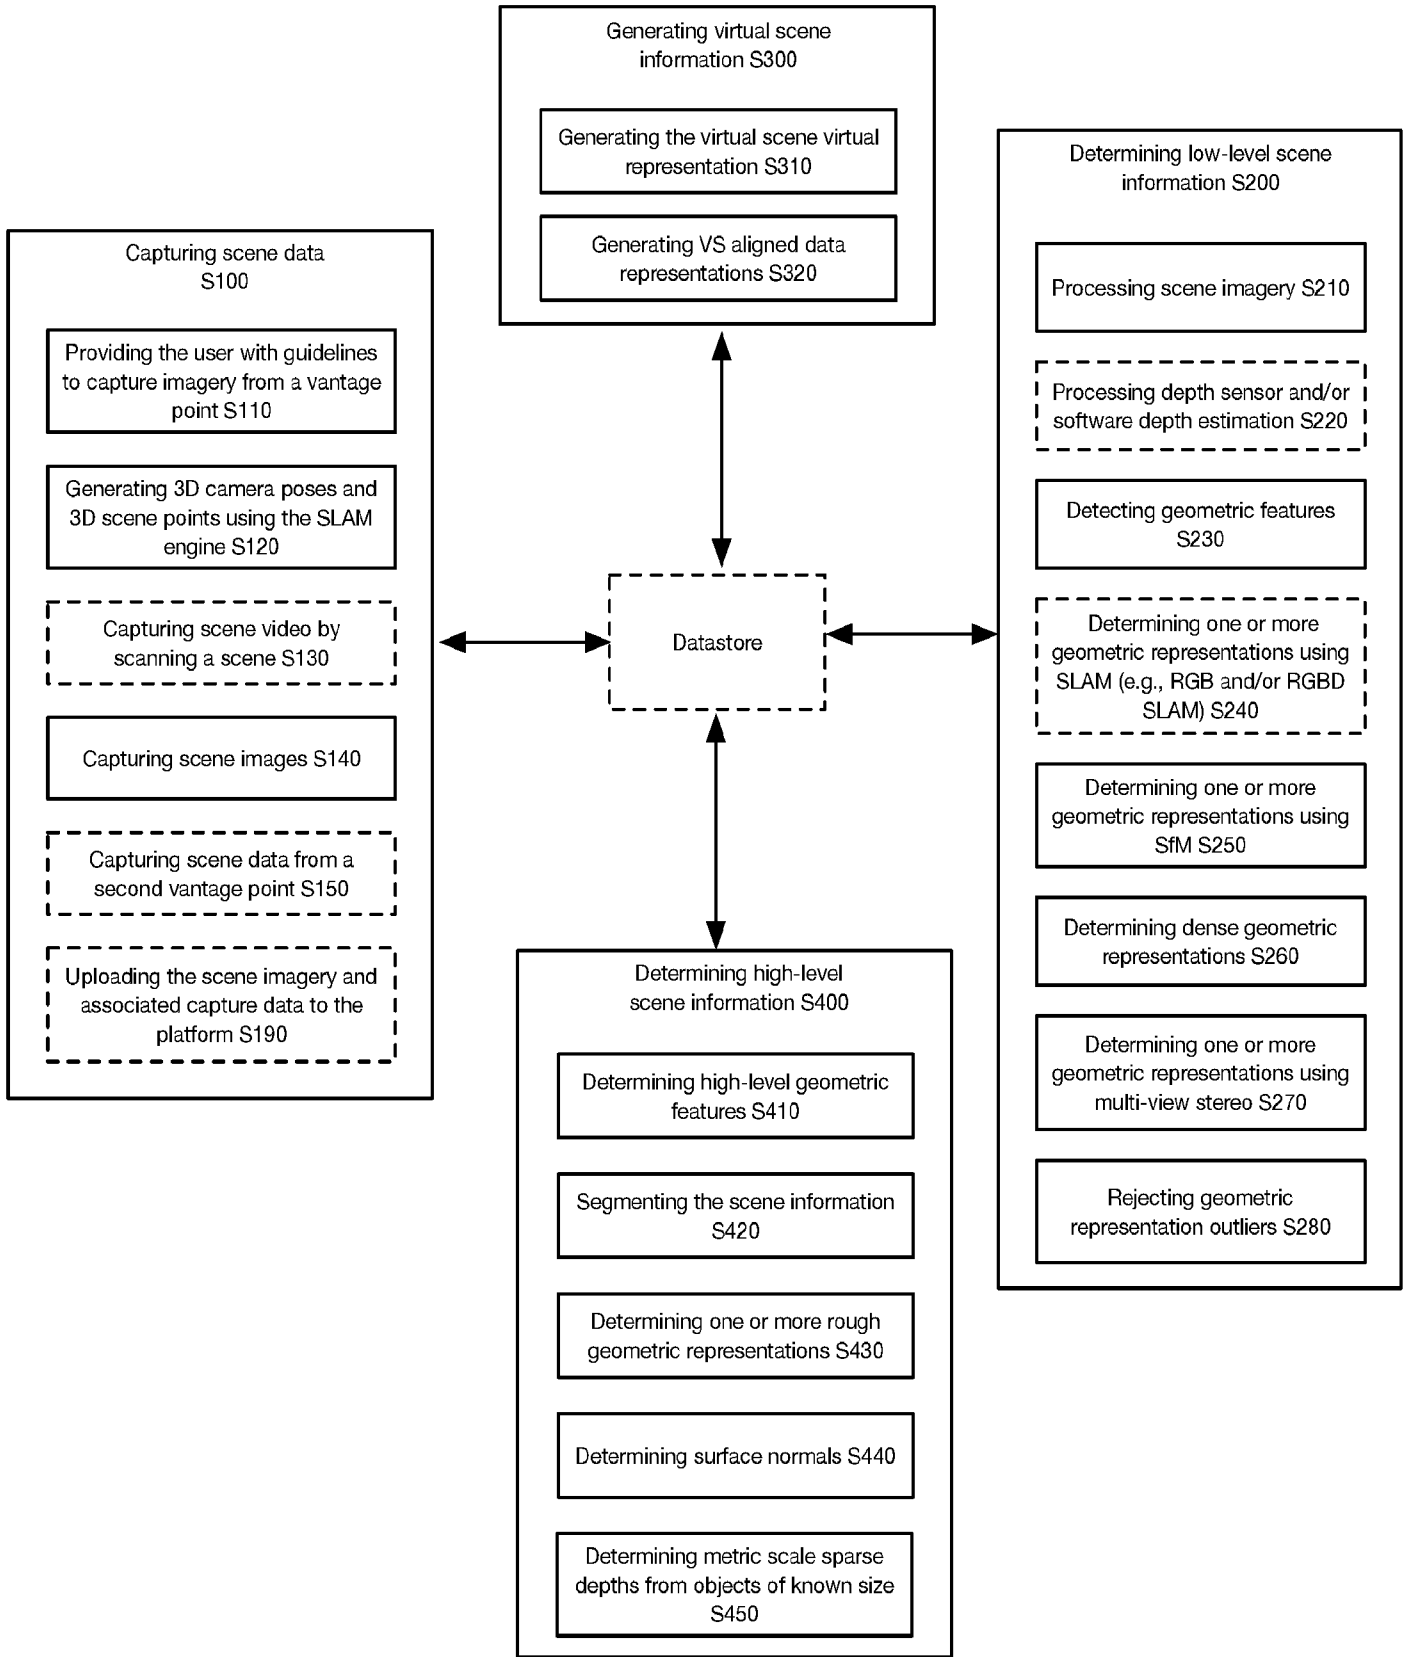 Generating virtual scene
information S300
Generating the virtual scene virtual
representation S310
Generating VS aligned data
representations S320
Capturing scene data
S100
Providing the user with guidelines
to capture imagery from a vantage
point S110
Generating 3D camera poses and
3D scene points using the SLAM
engine S120
Capturing scene video by
scanning a scene S130
Capturing scene images S140
Capturing scene data from a
second vantage point S150
Uploading the scene imagery and
associated capture data to the
platform S190
Datastore
Determining low-level scene
information S200
Processing scene imagery S210
Processing depth sensor and/or
software depth estimation S220
Detecting geometric features
S230
Determining one or more
geometric representations using
SLAM (e.g., RGB and/or RGBD
SLAM) S240
Determining one or more
geometric representations using
SfM S250
Determining dense geometric
representations S260
Determining one or more
geometric representations using
multi-view stereo S270
Rejecting geometric
representation outliers S280
Determining high-level
scene information S400
Determining high-level geometric
features S410
Segmenting the scene information
S420
Determining one or more rough
geometric representations S430
Determining surface normals S440
Determining metric scale sparse
depths from objects of known size
S450